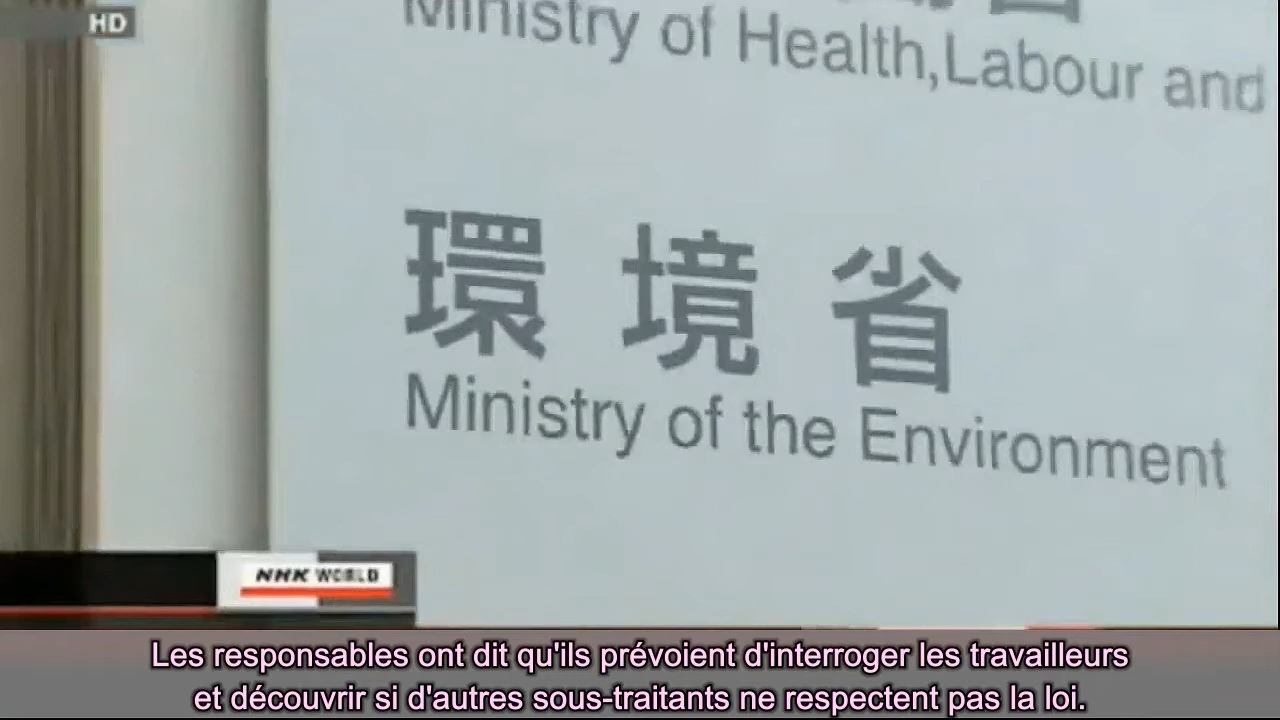 HD
Ministry of Health,Labour and
環境省
Ministry of the Environment
NHK WORLD
Les responsables ont dit qu'ils prévoient d'interroger les travailleurs
et découvrir si d'autres sous-traitants ne respectent pas la loi.